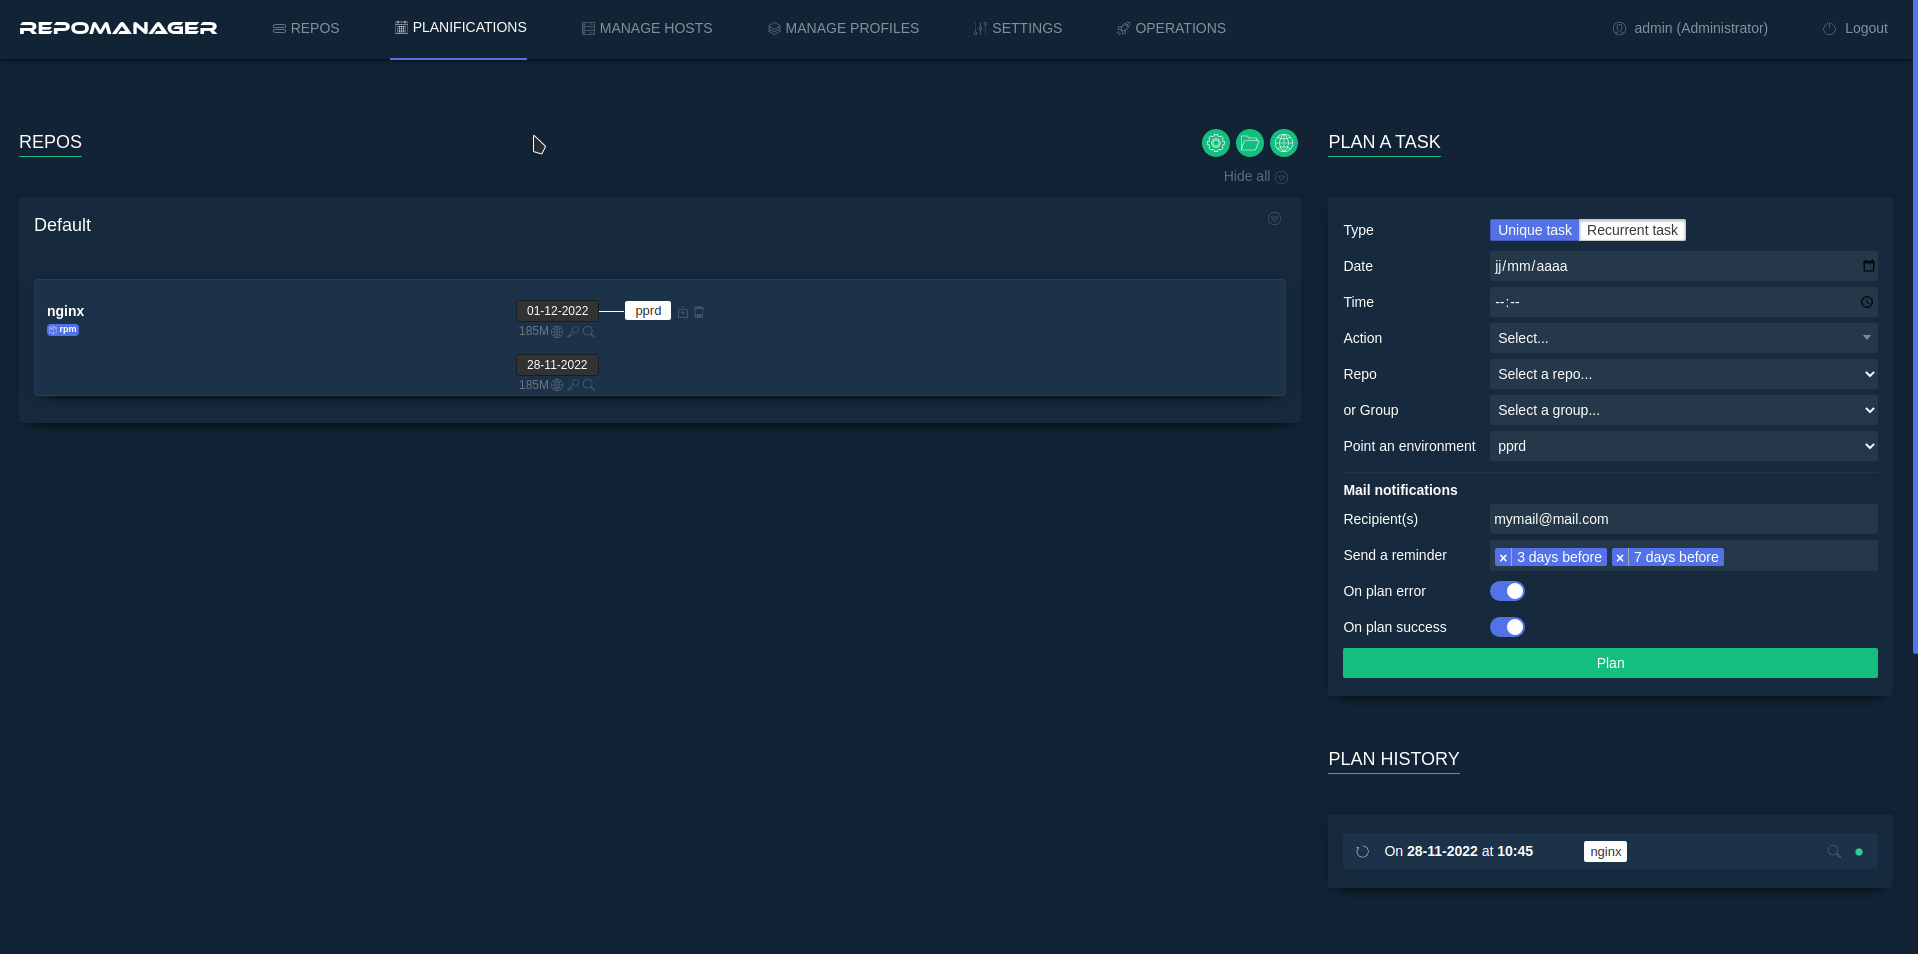 REPOMANAGER
REPOS
PLANIFICATIONS
MANAGE HOSTS
MANAGE PROFILES
SETTINGS
OPERATIONS
admin (Administrator)
Logout
REPOS
Hide all
Default
nginx
rpm
01-12-2022
pprd
185M
28-11-2022
185M
PLAN A TASK
Type Unique task Recurrent task
Date jj/mm/aaaa
Time --:--
Action Select...
Repo Select a repo...
or Group Select a group...
Point an environment pprd
Mail notifications
Recipient(s) mymail@mail.com
Send a reminder × 3 days before × 7 days before
On plan error
On plan success
Plan
PLAN HISTORY
On 28-11-2022 at 10:45 nginx